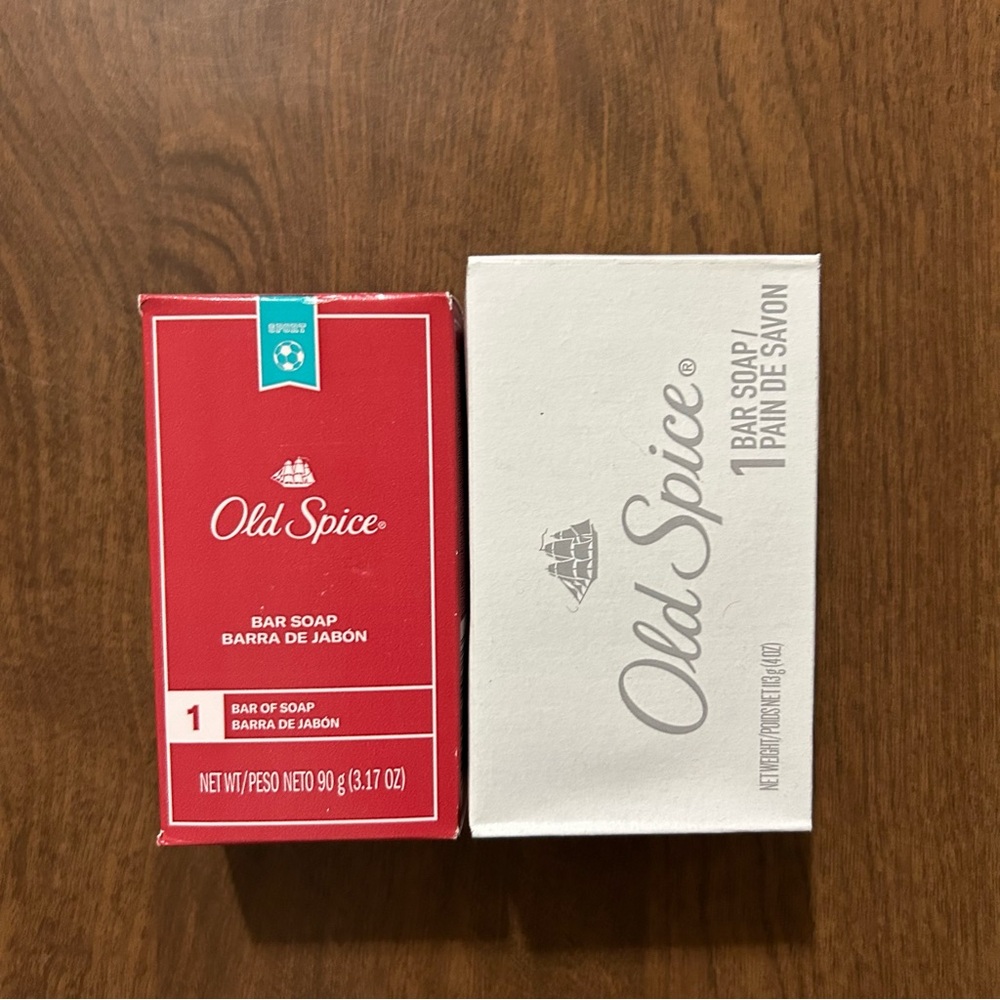 SPORT
Old Spice®
BAR SOAP
BARRA DE JABÓN
1
BAR OF SOAP
BARRA DE JABÓN
NET WT/PESO NETO 90 g (3.17 OZ)
Old Spice®
1 BAR SOAP /
PAIN DE SAVON
NET WEIGHT/POIDS NET 113 g (4 OZ)